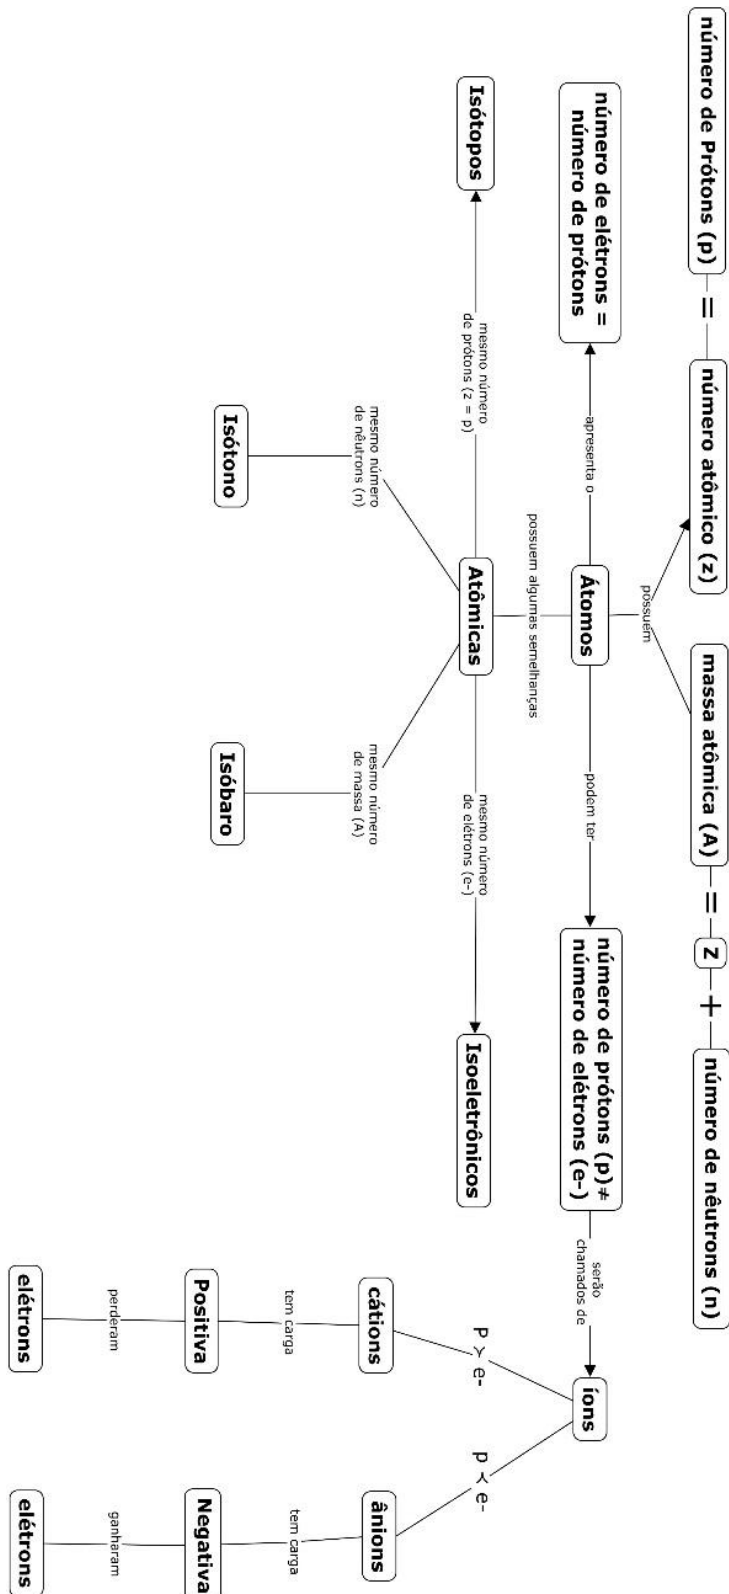 número de Prótons (p)
=
número atômico (z)
massa atômica (A)
=
z
+
número de nêutrons (n)
possuem
número de elétrons =
número de prótons
apresenta o
Átomos
podem ter
número de prótons (p)≠
número de elétrons (e-)
serão
chamados de
íons
possuem algumas semelhanças
Isótopos
mesmo número
de prótons (z = p)
Atômicas
mesmo número
de elétrons (e-)
Isoeletrônicos
P > e-
p < e-
mesmo número
de nêutrons (n)
mesmo número
de massa (A)
cátions
ânions
Isótono
Isóbaro
tem carga
tem carga
Positiva
Negativa
perderam
ganharam
elétrons
elétrons